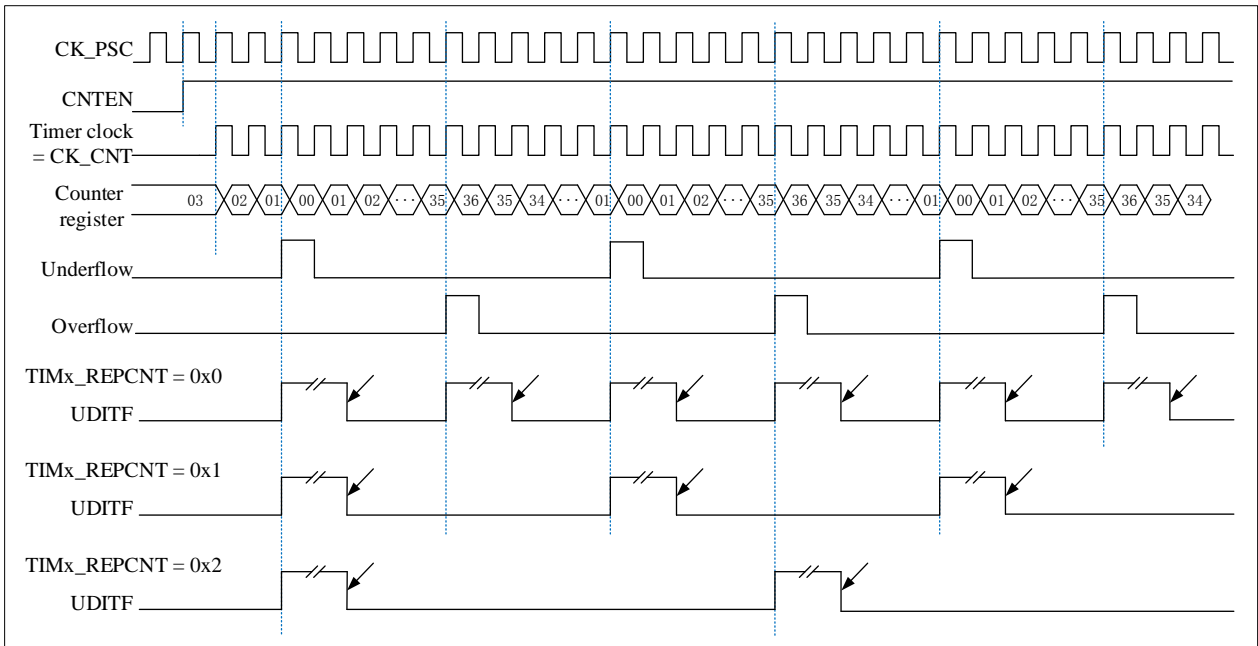 CK_PSC
CNTEN
Timer clock
= CK_CNT
Counter
register
03 02 01 00 01 02 ··· 35 36 35 34 ··· 01 00 01 02 ··· 35 36 35 34 ··· 01 00 01 02 ··· 35 36 35 34
Underflow
Overflow
TIMx_REPCNT = 0x0
UDITF
TIMx_REPCNT = 0x1
UDITF
TIMx_REPCNT = 0x2
UDITF